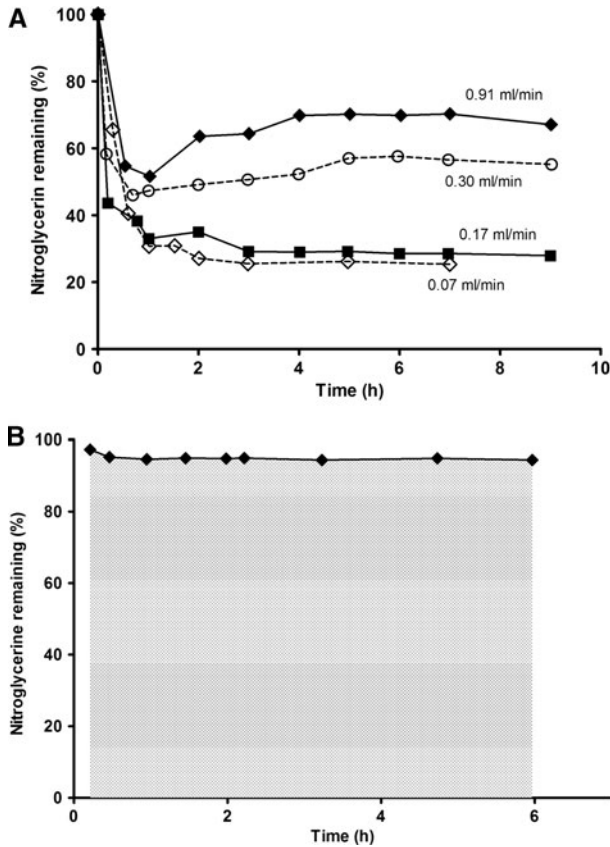 A
Nitroglycerin remaining (%)
100
80
60
40
20
0
0.91 ml/min
0.30 ml/min
0.17 ml/min
0.07 ml/min
0 2 4 6 8 10
Time (h)
B
Nitroglycerine remaining (%)
100
80
60
40
20
0
0 2 4 6
Time (h)